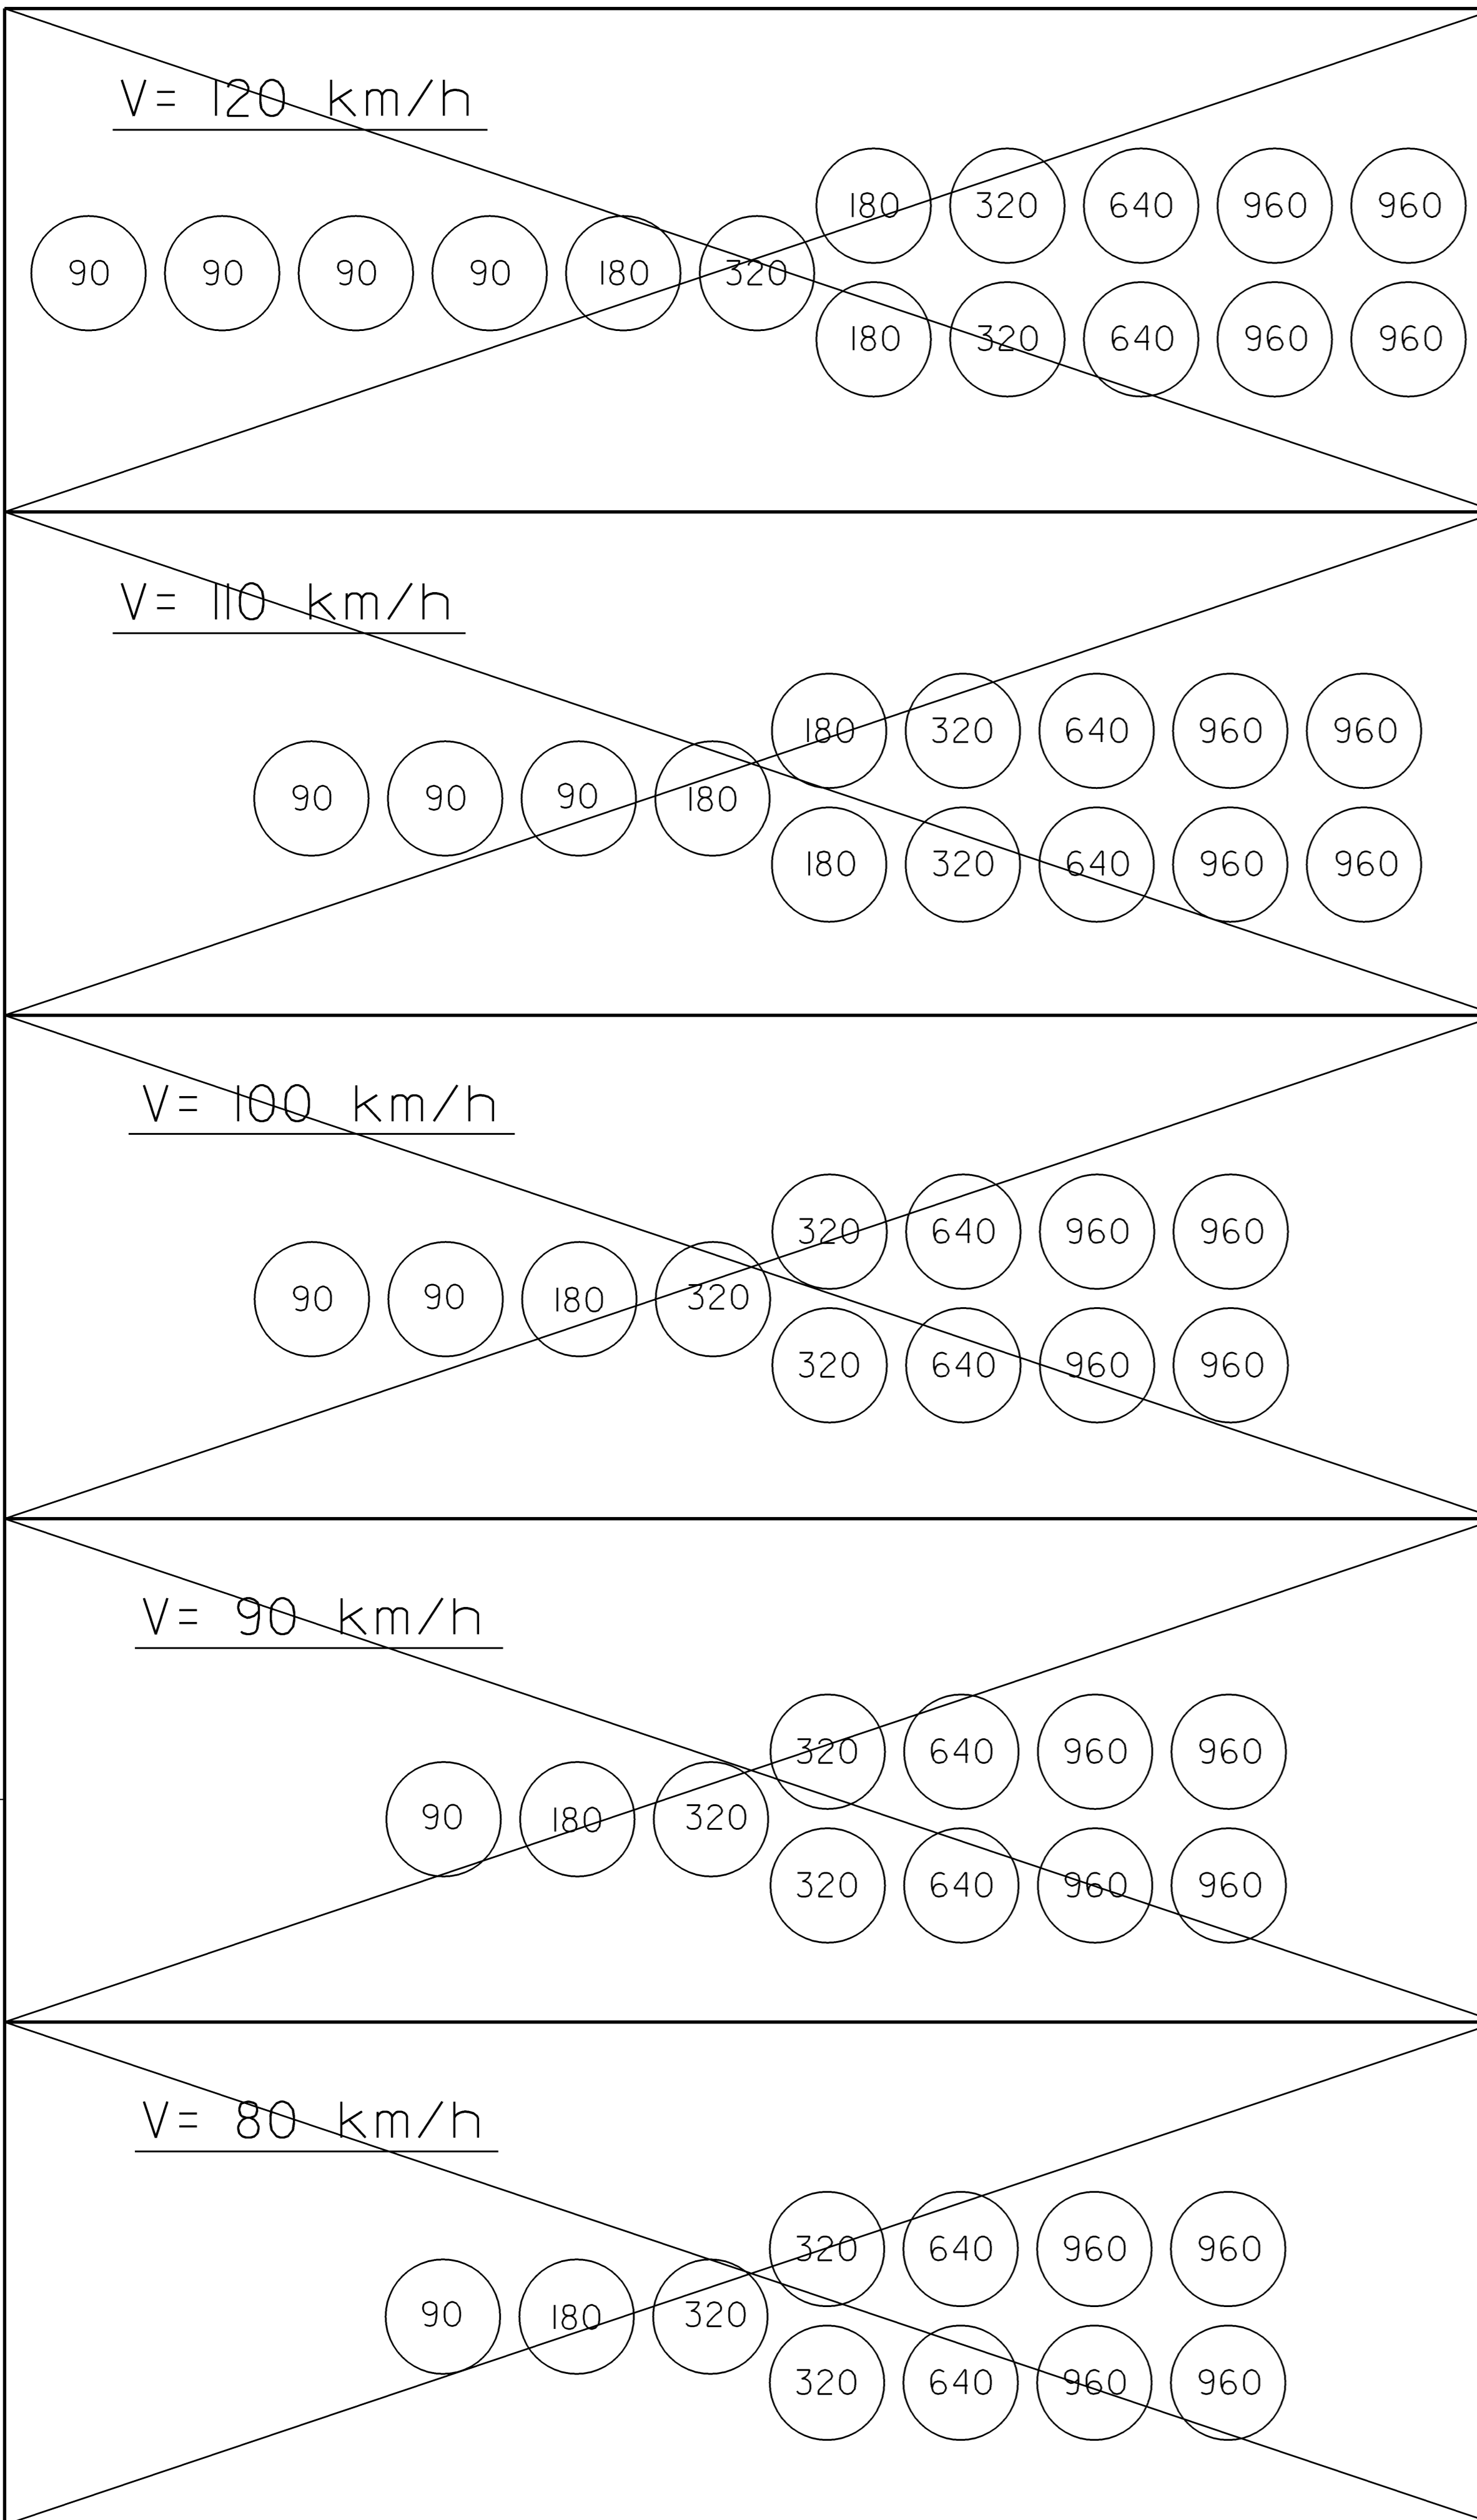 V= 120 km/h
180 320 640 960 960
90 90 90 90 180 320
180 320 640 960 960
V= 110 km/h
180 320 640 960 960
90 90 90 180
180 320 640 960 960
V= 100 km/h
320 640 960 960
90 90 180 320
320 640 960 960
V= 90 km/h
320 640 960 960
90 180 320
320 640 960 960
V= 80 km/h
320 640 960 960
90 180 320
320 640 960 960